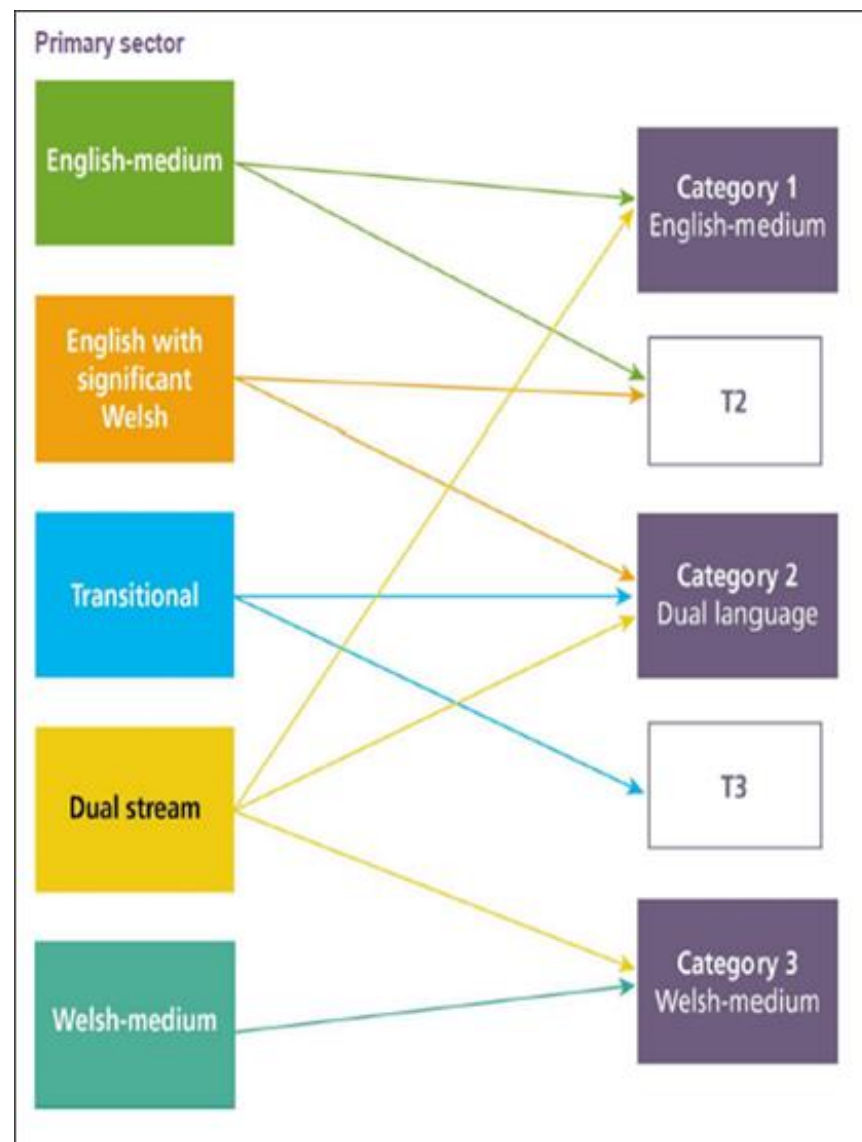 Primary sector
English-medium
English with
significant
Welsh
Transitional
Dual stream
Welsh-medium
Category 1
English-medium
T2
Category 2
Dual language
T3
Category 3
Welsh-medium